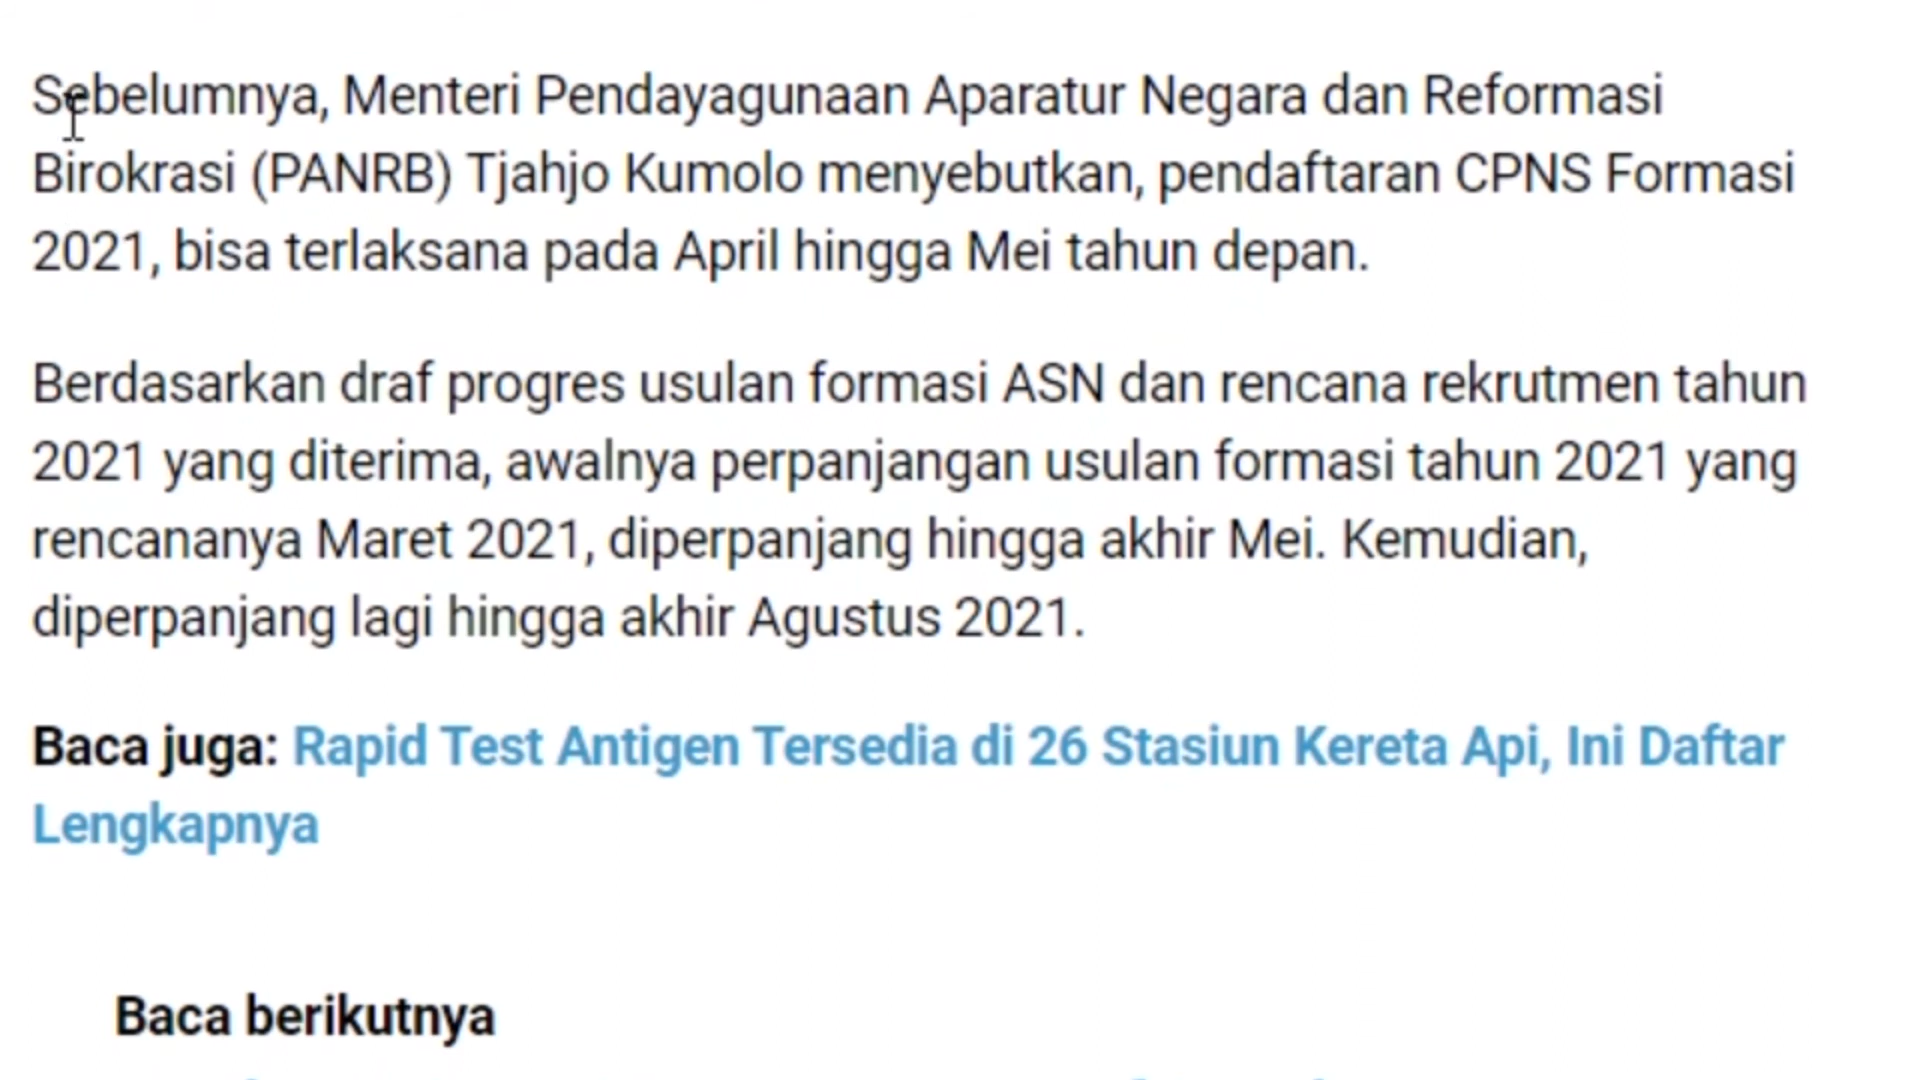 Sebelumnya, Menteri Pendayagunaan Aparatur Negara dan Reformasi
Birokrasi (PANRB) Tjahjo Kumolo menyebutkan, pendaftaran CPNS Formasi
2021, bisa terlaksana pada April hingga Mei tahun depan.
Berdasarkan draf progres usulan formasi ASN dan rencana rekrutmen tahun
2021 yang diterima, awalnya perpanjangan usulan formasi tahun 2021 yang
rencananya Maret 2021, diperpanjang hingga akhir Mei. Kemudian,
diperpanjang lagi hingga akhir Agustus 2021.
Baca juga: Rapid Test Antigen Tersedia di 26 Stasiun Kereta Api, Ini Daftar
Lengkapnya
Baca berikutnya